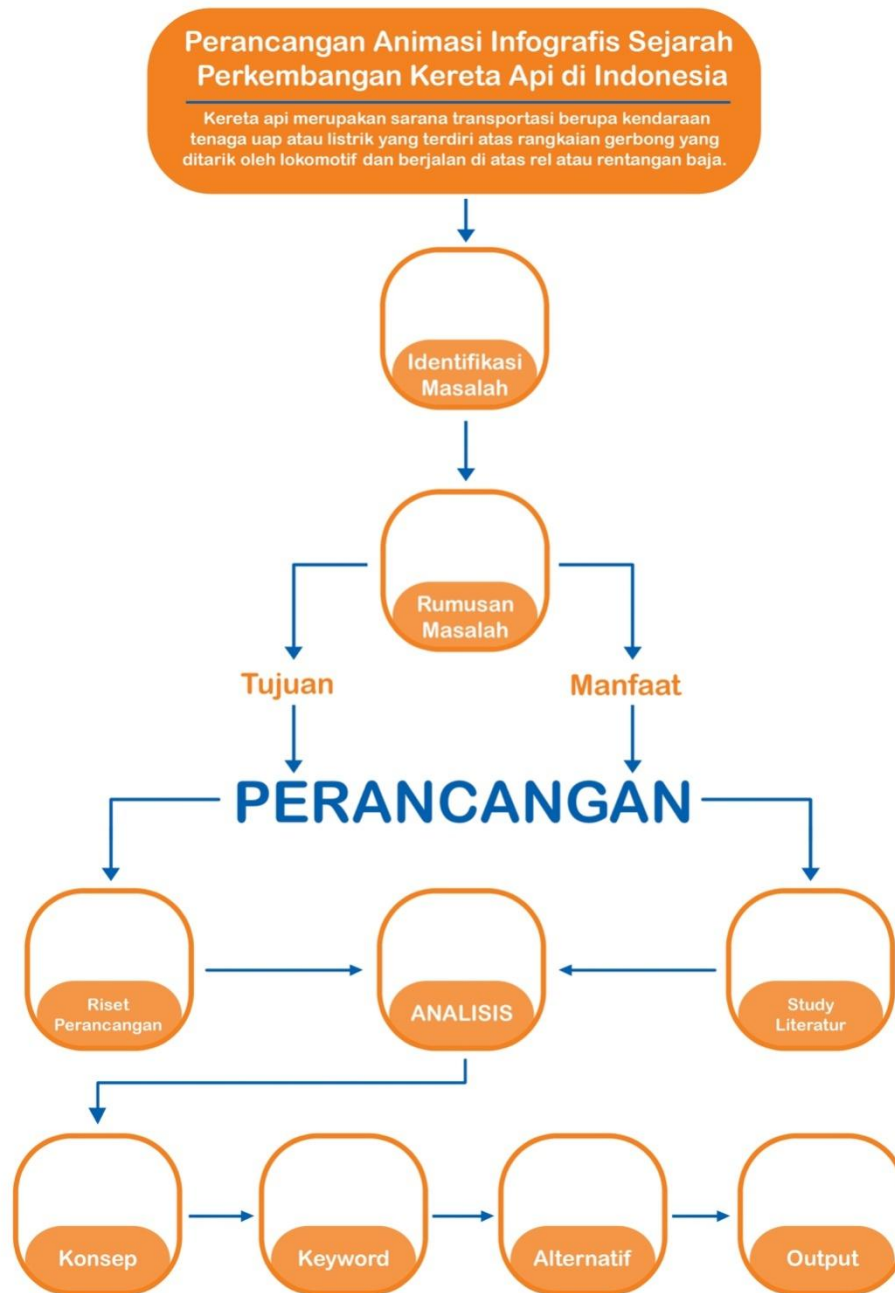 Perancangan Animasi Infografis Sejarah
Perkembangan Kereta Api di Indonesia
Kereta api merupakan sarana transportasi berupa kendaraan
tenaga uap atau listrik yang terdiri atas rangkaian gerbong yang
ditarik oleh lokomotif dan berjalan di atas rel atau rentangan baja.
Identifikasi
Masalah
Rumusan
Masalah
Tujuan
Manfaat
PERANCANGAN
Riset
Perancangan
ANALISIS
Study
Literatur
Konsep
Keyword
Alternatif
Output